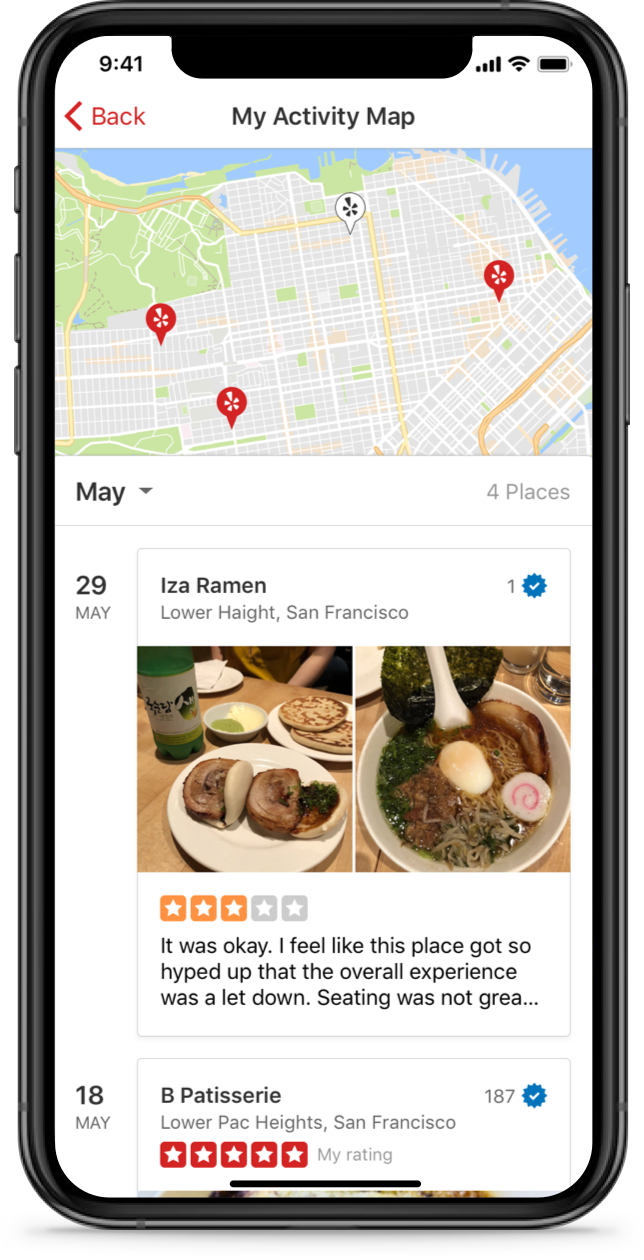 9:41
Back
My Activity Map
May
4 Places
29
MAY
Iza Ramen
1
Lower Haight, San Francisco
It was okay. I feel like this place got so
hyped up that the overall experience
was a let down. Seating was not grea...
18
MAY
B Patisserie
187
Lower Pac Heights, San Francisco
My rating